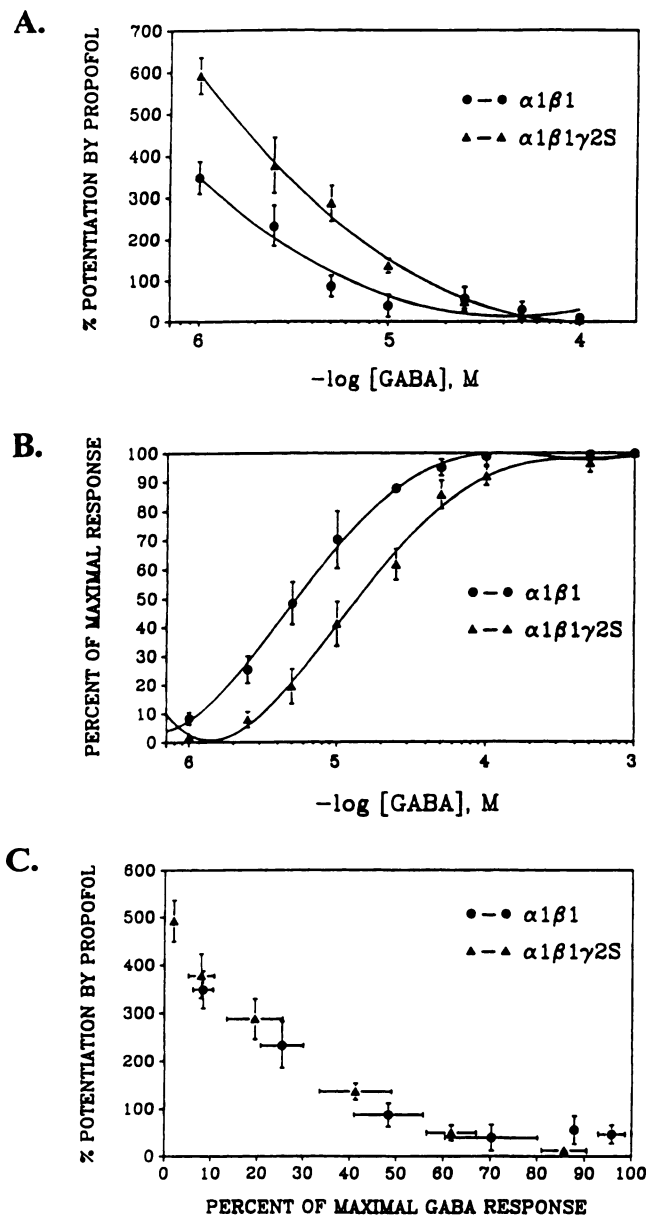 A.
% POTENTIATION BY PROPOFOL
700
600
500
400
300
200
100
0
α1β1
α1β1γ2S
6 5 4
−log [GABA], M
B.
PERCENT OF MAXIMAL RESPONSE
100
90
80
70
60
50
40
30
20
10
0
α1β1
α1β1γ2S
6 5 4 3
−log [GABA], M
C.
% POTENTIATION BY PROPOFOL
600
500
400
300
200
100
0
α1β1
α1β1γ2S
0 10 20 30 40 50 60 70 80 90 100
PERCENT OF MAXIMAL GABA RESPONSE